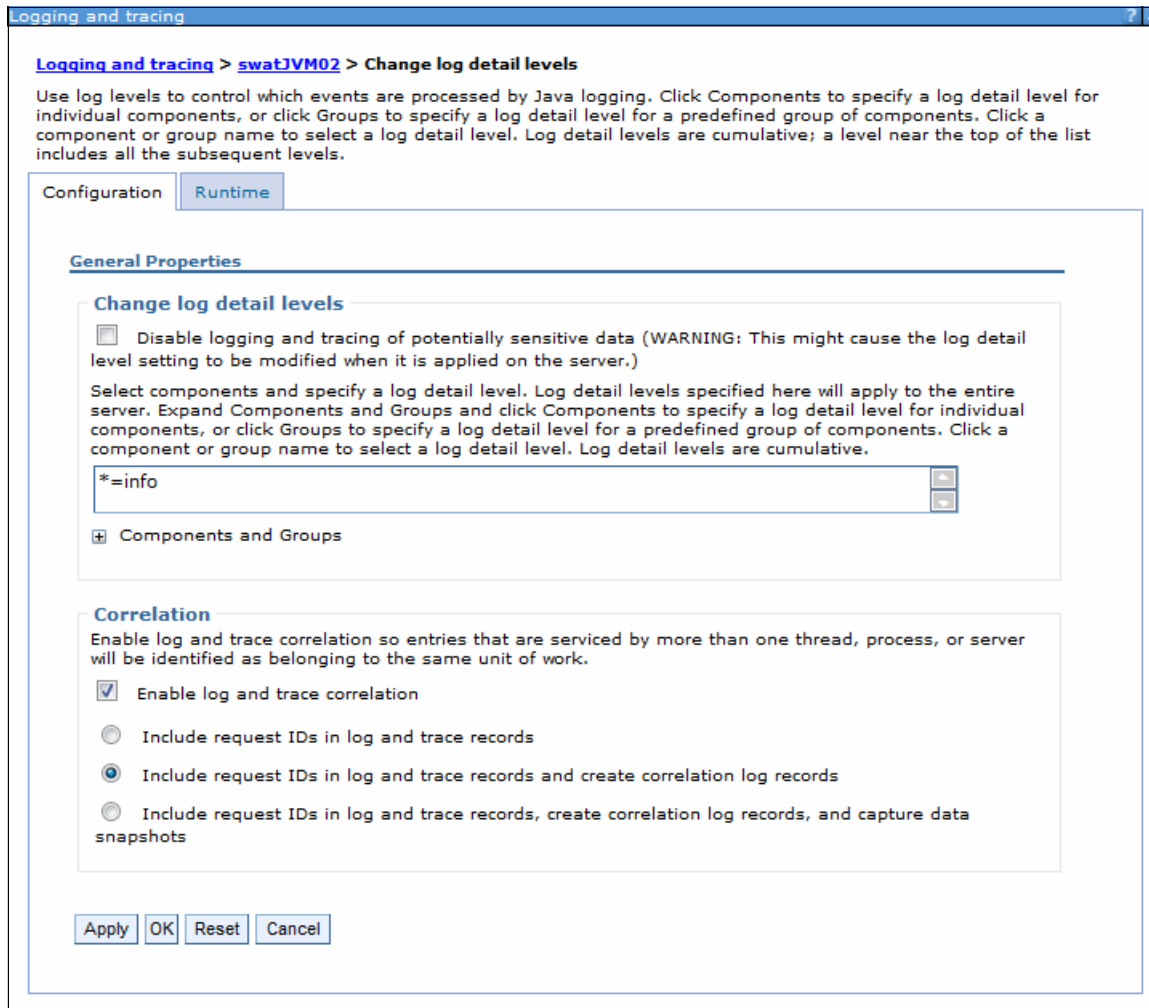 Logging and tracing ?
Logging and tracing > swatJVM02 > Change log detail levels
Use log levels to control which events are processed by Java logging. Click Components to specify a log detail level for
individual components, or click Groups to specify a log detail level for a predefined group of components. Click a
component or group name to select a log detail level. Log detail levels are cumulative; a level near the top of the list
includes all the subsequent levels.
Configuration Runtime
General Properties
Change log detail levels
Disable logging and tracing of potentially sensitive data (WARNING: This might cause the log detail
level setting to be modified when it is applied on the server.)
Select components and specify a log detail level. Log detail levels specified here will apply to the entire
server. Expand Components and Groups and click Components to specify a log detail level for individual
components, or click Groups to specify a log detail level for a predefined group of components. Click a
component or group name to select a log detail level. Log detail levels are cumulative.
*=info
+ Components and Groups
Correlation
Enable log and trace correlation so entries that are serviced by more than one thread, process, or server
will be identified as belonging to the same unit of work.
Enable log and trace correlation
Include request IDs in log and trace records
Include request IDs in log and trace records and create correlation log records
Include request IDs in log and trace records, create correlation log records, and capture data
snapshots
Apply OK Reset Cancel